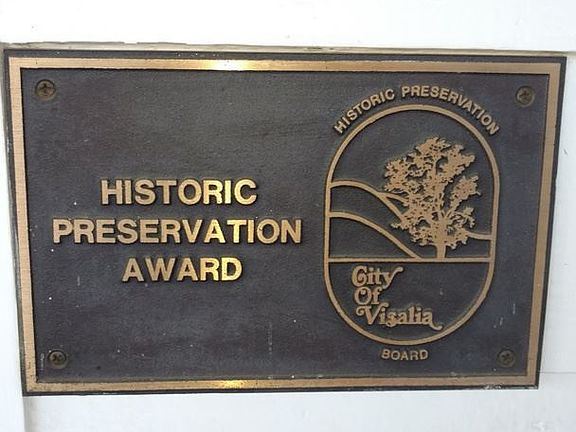 HISTORIC
PRESERVATION
AWARD
HISTORIC PRESERVATION
City
Of
Visalia
BOARD